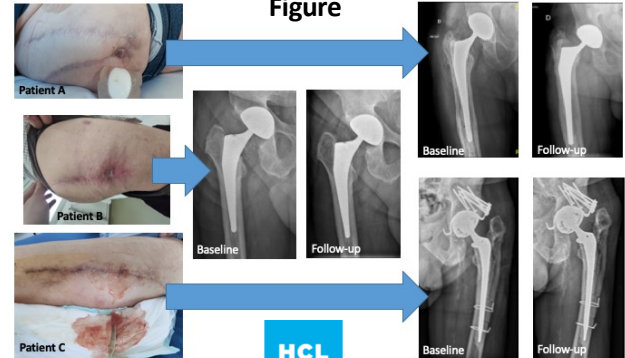 Figure
Patient A
Baseline
Follow-up
D
Patient B
Baseline
Follow-up
Patient C
Baseline
Follow-up
HCL